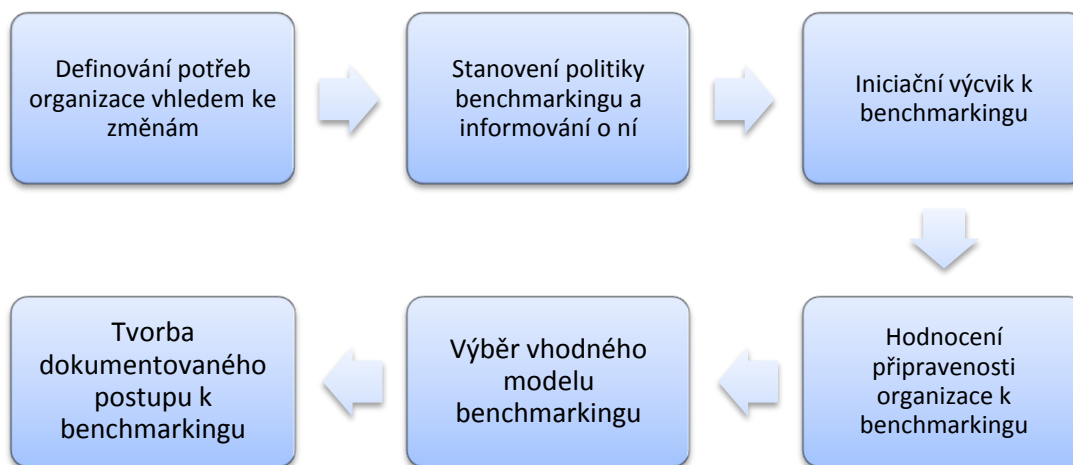 Definování potřeb
organizace vhledem ke
změnám
Stanovení politiky
benchmarkingu a
informování o ní
Iniciační výcvik k
benchmarkingu
Hodnocení
připravenosti
organizace k
benchmarkingu
Výběr vhodného
modelu
benchmarkingu
Tvorba
dokumentovaného
postupu k
benchmarkingu